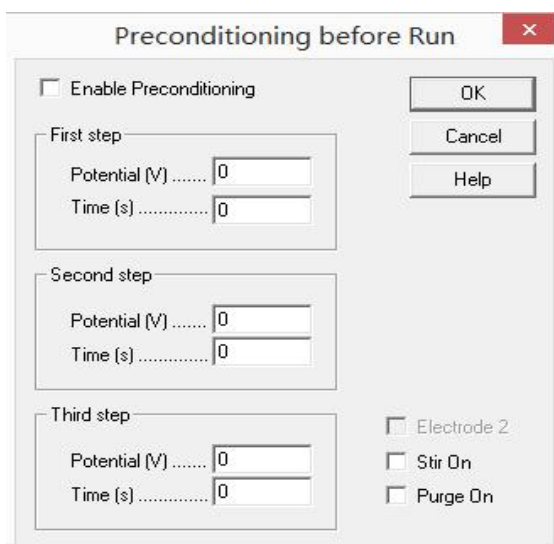 Preconditioning before Run
Enable Preconditioning
OK
Cancel
Help
First step
Potential (V) ....... 0
Time (s) .............. 0
Second step
Potential (V) ....... 0
Time (s) .............. 0
Third step
Potential (V) ....... 0
Time (s) .............. 0
Electrode 2
Stir On
Purge On